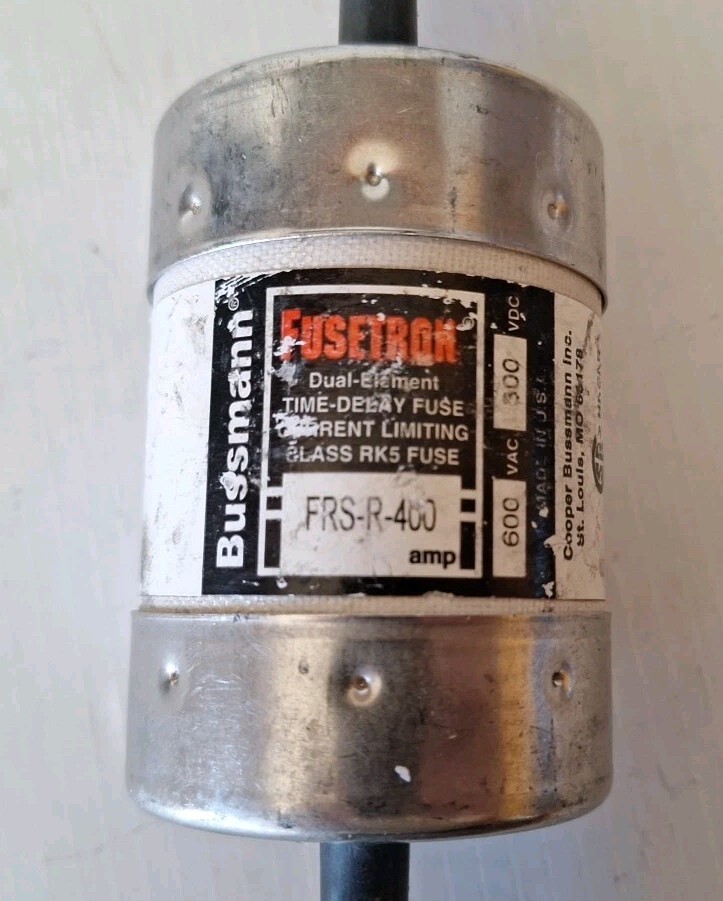 Bussmann®
FUSETRON®
Dual-Element
TIME-DELAY FUSE
CURRENT LIMITING
CLASS RK5 FUSE
FRS-R-400
amp
600 VAC. 300 VDC
MADE IN U.S.
Cooper Bussmann Inc.
St. Louis, MO 63178